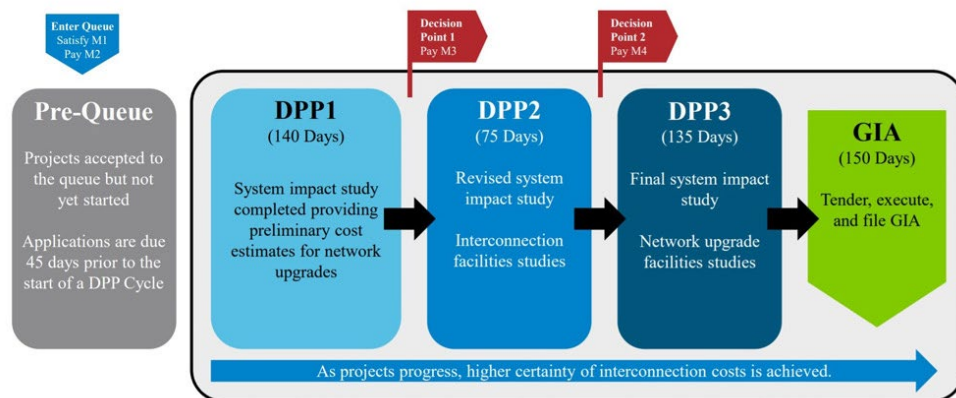 Enter Queue
Satisfy M1
Pay M2
Decision
Point 1
Pay M3
Decision
Point 2
Pay M4
Pre-Queue
Projects accepted to
the queue but not
yet started
Applications are due
45 days prior to the
start of a DPP Cycle
DPP1
(140 Days)
System impact study
completed providing
preliminary cost
estimates for network
upgrades
DPP2
(75 Days)
Revised system
impact study
Interconnection
facilities studies
DPP3
(135 Days)
Final system impact
study
Network upgrade
facilities studies
GIA
(150 Days)
Tender, execute,
and file GIA
As projects progress, higher certainty of interconnection costs is achieved.